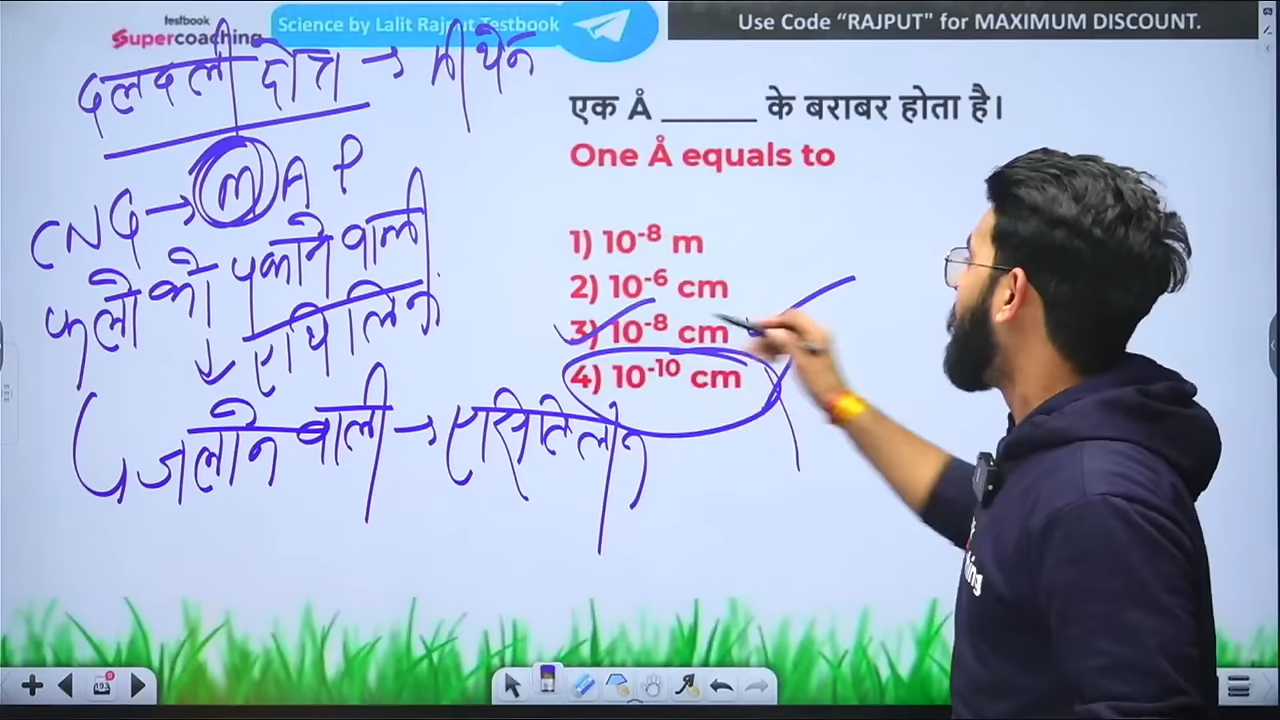 testbook
Supercoaching
Science by Lalit Rajput Testbook
Use Code “RAJPUT" for MAXIMUM DISCOUNT.
दलदली क्षेत्र → मीथेन
CNG → m A P
फलों को पकाने वाली
↓ एथिलिन
जलाने वाली → एसिटिलीन
एक Å ______ के बराबर होता है।
One Å equals to
1) 10⁻⁸ m
2) 10⁻⁶ cm
3) 10⁻⁸ cm
4) 10⁻¹⁰ cm
193